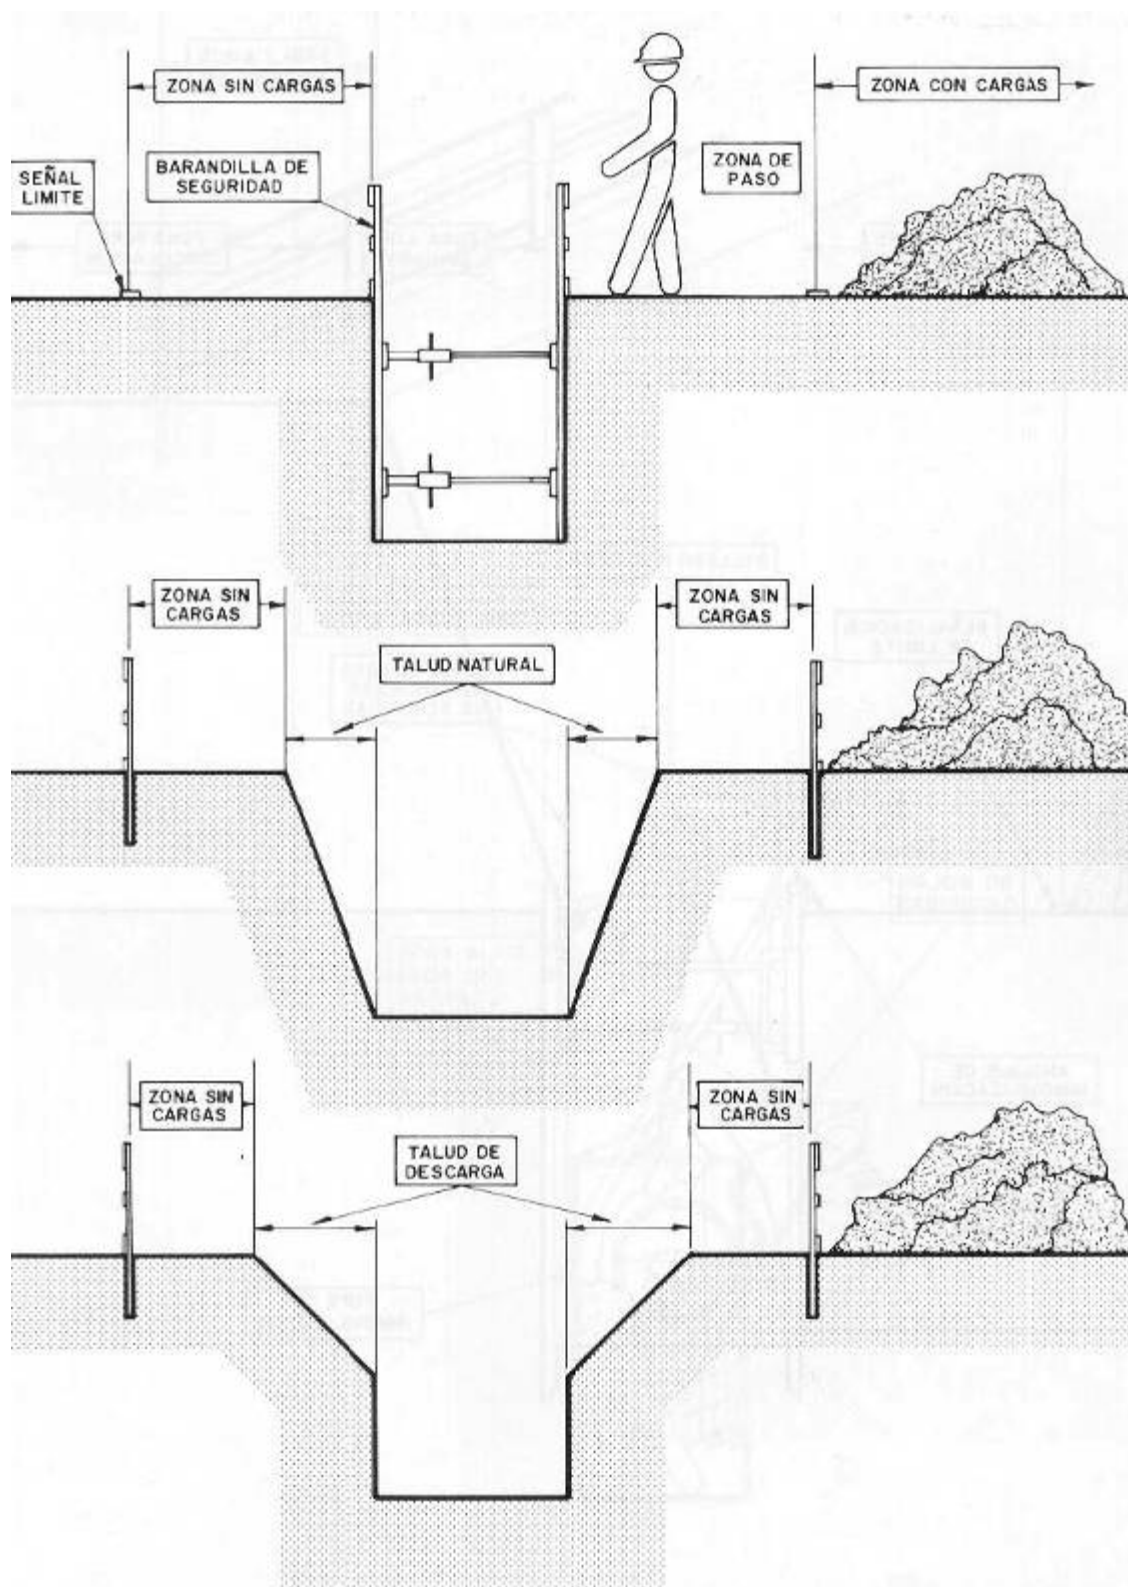 ZONA SIN CARGAS
ZONA CON CARGAS
SEÑAL
LIMITE
BARANDILLA DE
SEGURIDAD
ZONA DE
PASO
ZONA SIN
CARGAS
ZONA SIN
CARGAS
TALUD NATURAL
ZONA SIN
CARGAS
ZONA SIN
CARGAS
TALUD DE
DESCARGA